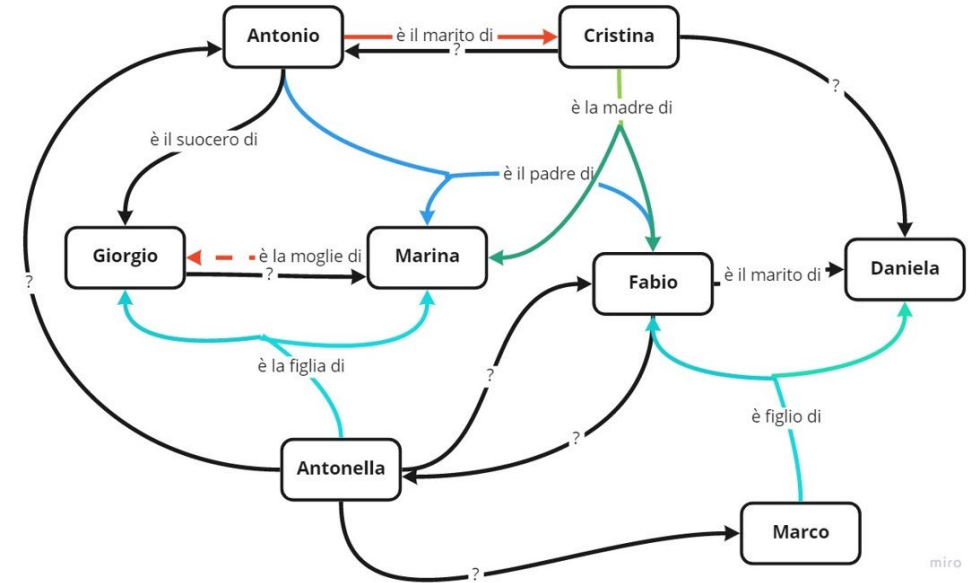 Antonio
è il marito di
Cristina
?
?
è la madre di
è il suocero di
è il padre di
Giorgio
è la moglie di
Marina
?
Fabio
è il marito di
Daniela
?
è la figlia di
?
?
è figlio di
Antonella
Marco
?
miro